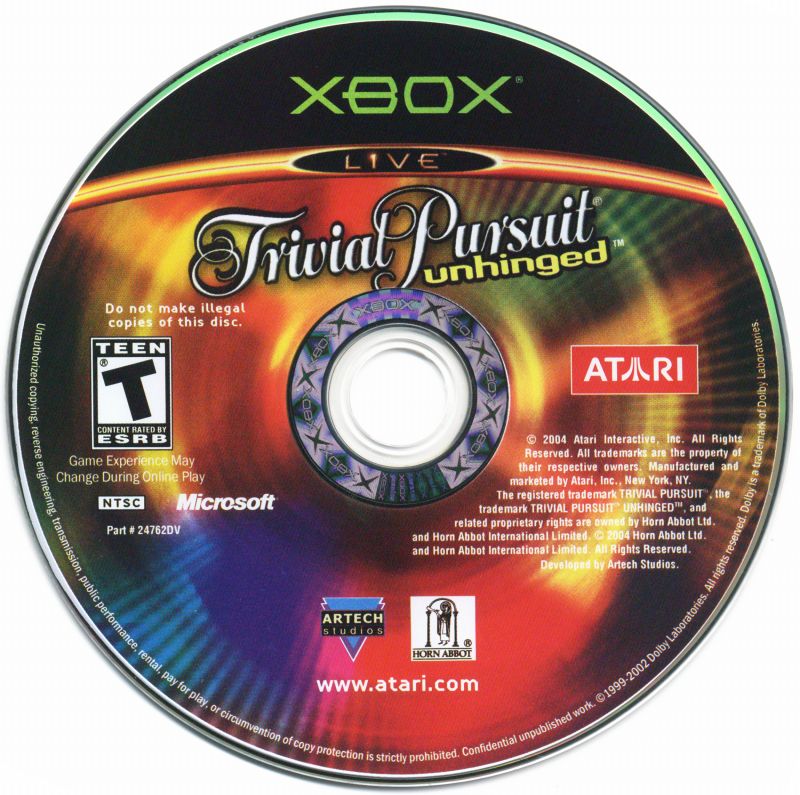 XBOX®
LIVE™
Trivial Pursuit®
unhinged™
Do not make illegal
copies of this disc.
XBOX™
TEEN
T®
CONTENT RATED BY
ESRB
Game Experience May
Change During Online Play
NTSC
Microsoft®
Part # 24762DV
ATARI
© 2004 Atari Interactive, Inc. All Rights
Reserved. All trademarks are the property of
their respective owners. Manufactured and
marketed by Atari, Inc., New York, NY.
The registered trademark TRIVIAL PURSUIT™, the
trademark TRIVIAL PURSUIT™ UNHINGED™, and
related proprietary rights are owned by Horn Abbot Ltd.
and Horn Abbot International Limited. © 2004 Horn Abbot Ltd.
and Horn Abbot International Limited. All Rights Reserved.
Developed by Artech Studios.
ARTECH
studios
HORN ABBOT®
www.atari.com
Unauthorized copying, reverse engineering, transmission, public performance, rental, pay for play, or circumvention of copy protection is strictly prohibited. Confidential unpublished work. ©1999-2002 Dolby Laboratories. All rights reserved. Dolby is a trademark of Dolby Laboratories.